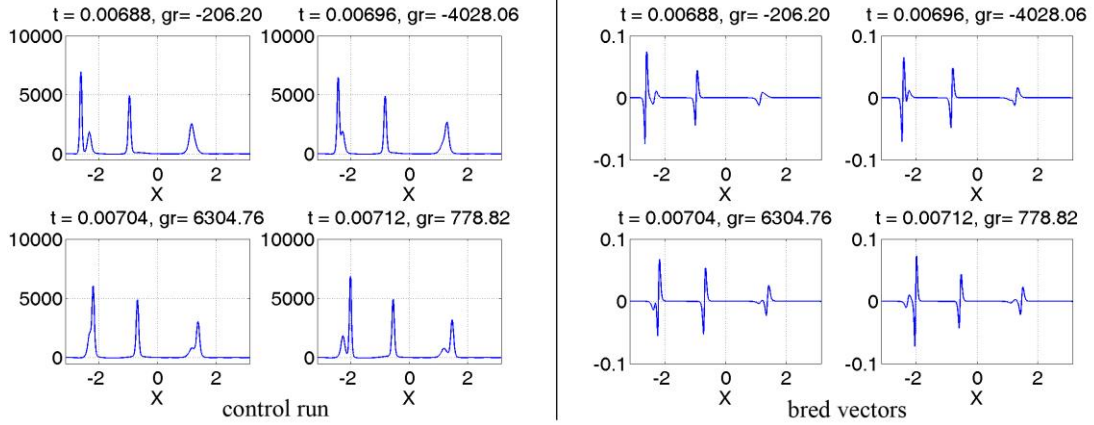 t = 0.00688, gr= -206.20 t = 0.00696, gr= -4028.06
10000 10000
5000 5000
0 0
-2 0 2 -2 0 2
X X
t = 0.00704, gr= 6304.76 t = 0.00712, gr= 778.82
10000 10000
5000 5000
0 0
-2 0 2 -2 0 2
X X
control run
t = 0.00688, gr= -206.20 t = 0.00696, gr= -4028.06
0.1 0.1
0 0
-0.1 -0.1
-2 0 2 -2 0 2
X X
t = 0.00704, gr= 6304.76 t = 0.00712, gr= 778.82
0.1 0.1
0 0
-0.1 -0.1
-2 0 2 -2 0 2
X X
bred vectors